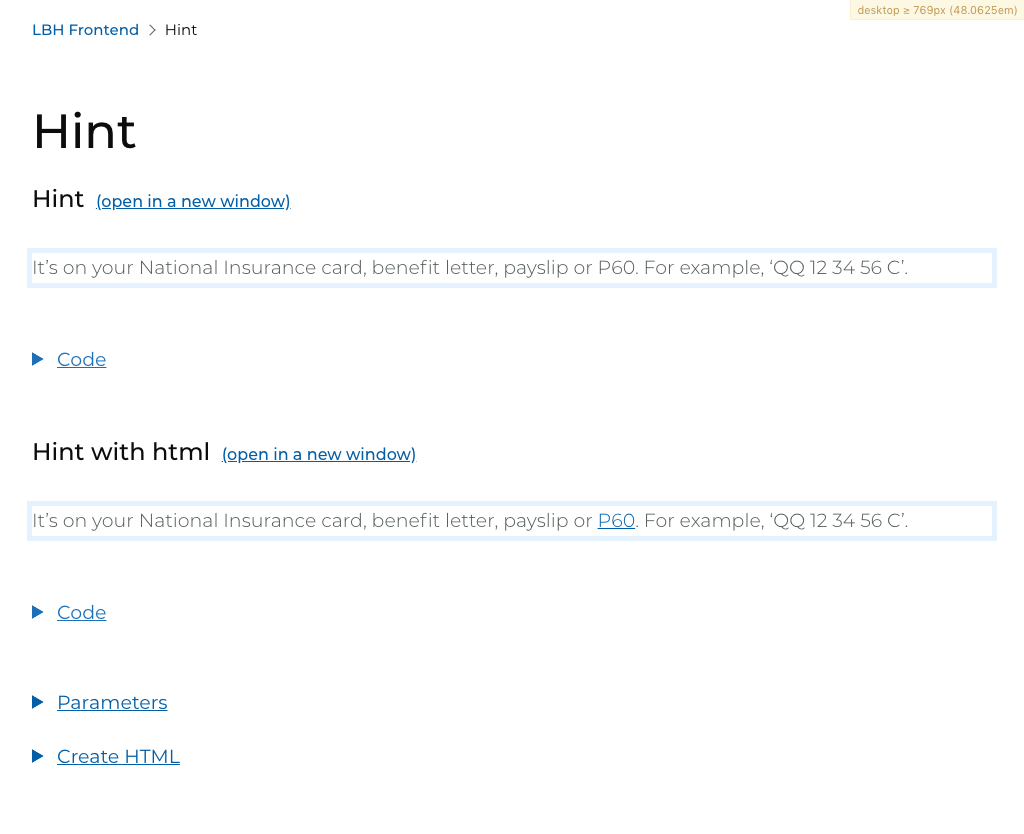 desktop ≥ 769px (48.0625em)
LBH Frontend > Hint
Hint
Hint (open in a new window)
It’s on your National Insurance card, benefit letter, payslip or P60. For example, ‘QQ 12 34 56 C’.
Code
Hint with html (open in a new window)
It’s on your National Insurance card, benefit letter, payslip or P60. For example, ‘QQ 12 34 56 C’.
Code
Parameters
Create HTML